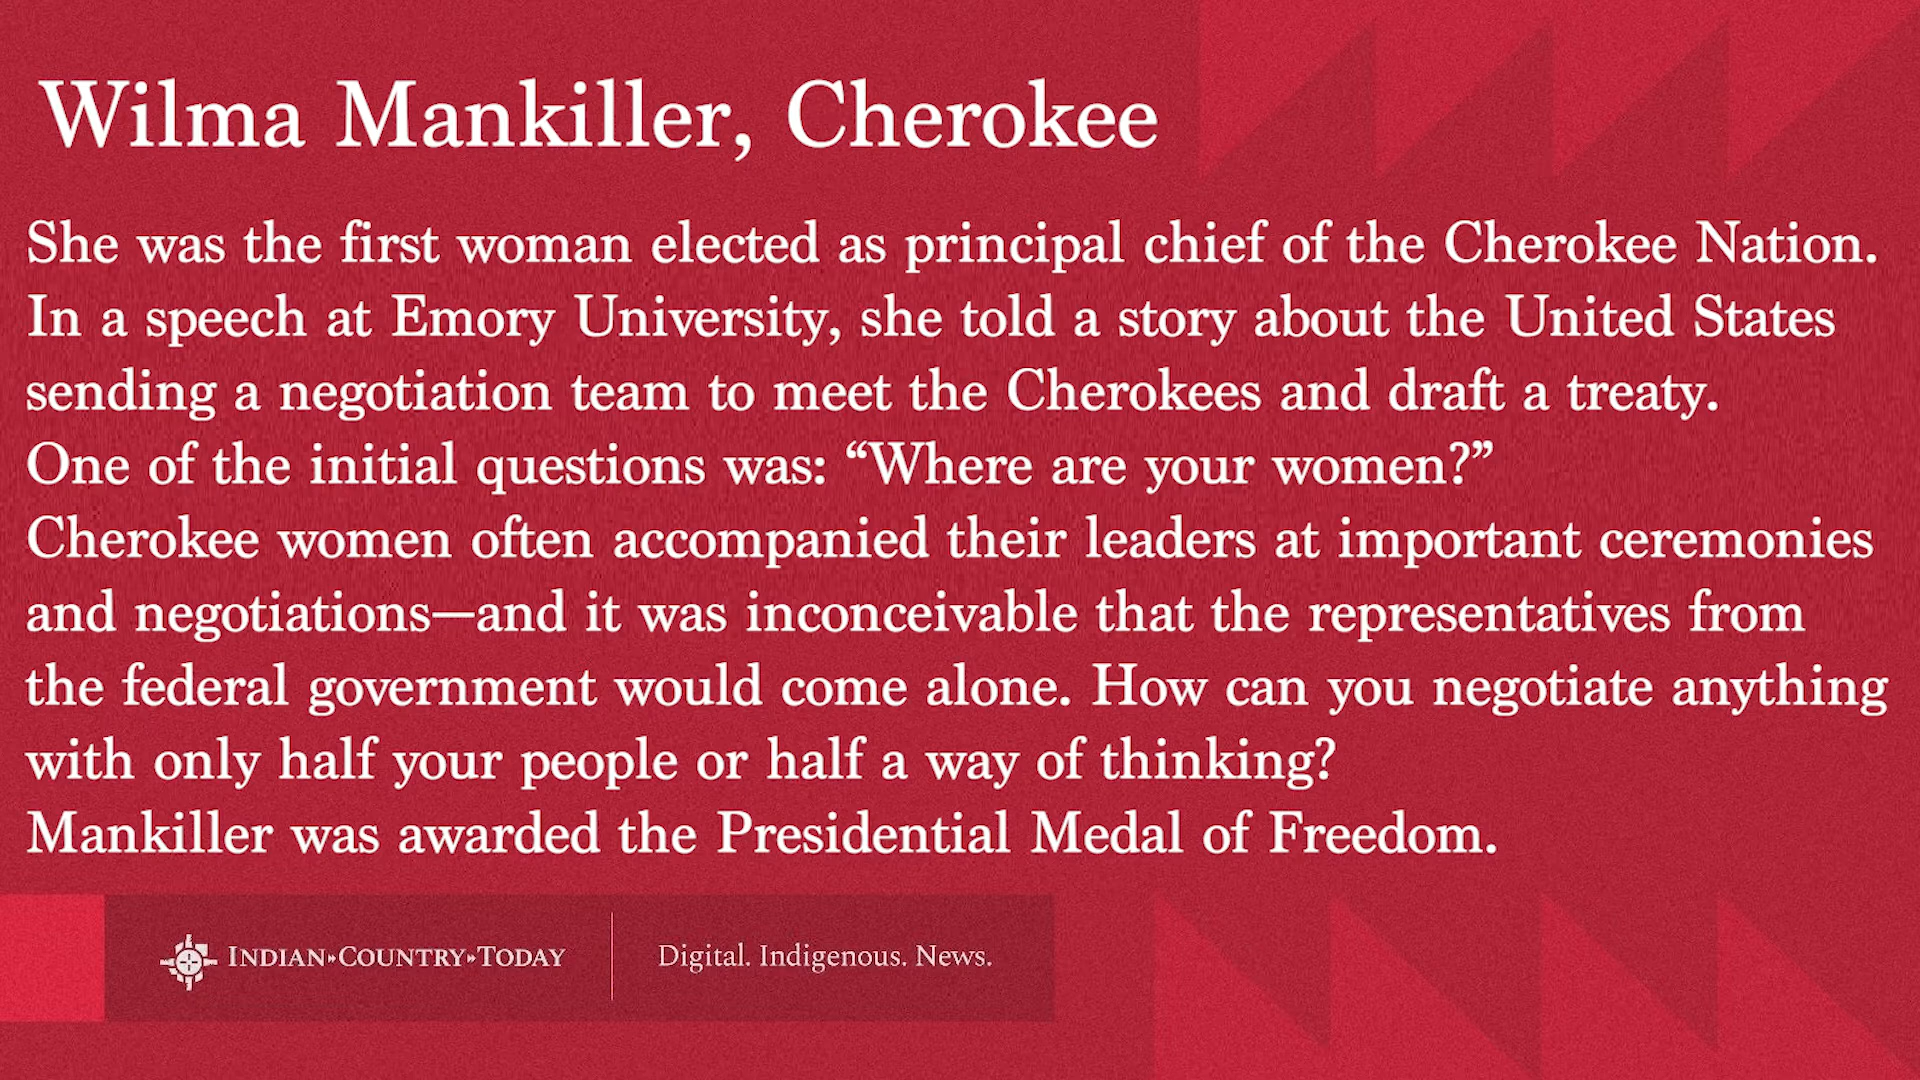 Wilma Mankiller, Cherokee
She was the first woman elected as principal chief of the Cherokee Nation.
In a speech at Emory University, she told a story about the United States
sending a negotiation team to meet the Cherokees and draft a treaty.
One of the initial questions was: “Where are your women?”
Cherokee women often accompanied their leaders at important ceremonies
and negotiations—and it was inconceivable that the representatives from
the federal government would come alone. How can you negotiate anything
with only half your people or half a way of thinking?
Mankiller was awarded the Presidential Medal of Freedom.
INDIAN▸COUNTRY▸TODAY
Digital. Indigenous. News.